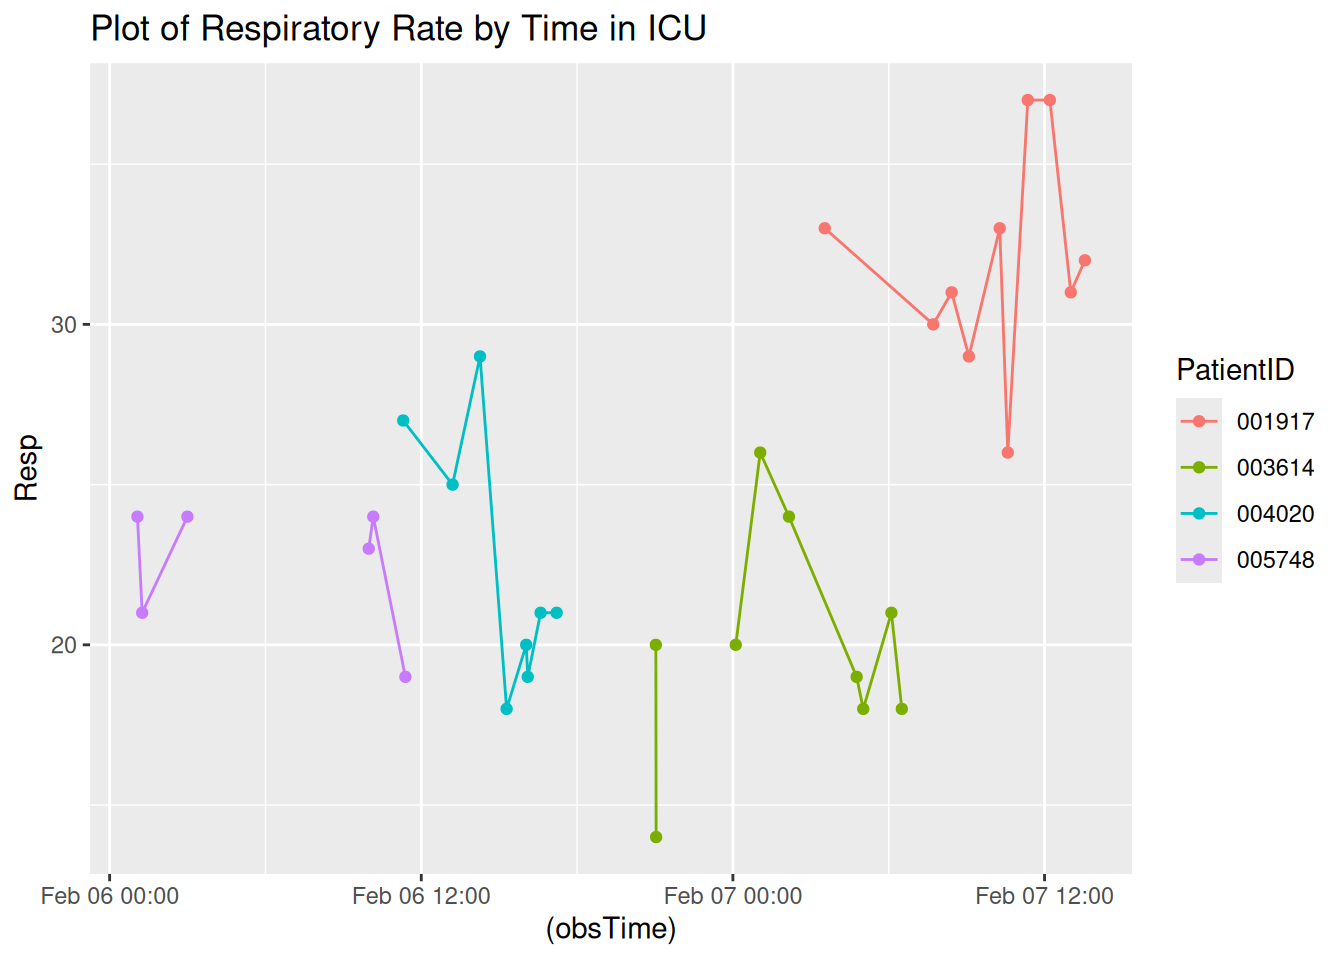 Plot of Respiratory Rate by Time in ICU
Resp
30
20
Feb 06 00:00
Feb 06 12:00
Feb 07 00:00
Feb 07 12:00
(obsTime)
PatientID
001917
003614
004020
005748